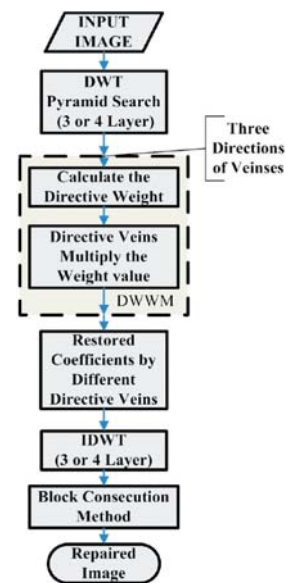 INPUT
IMAGE
DWT
Pyramid Search
(3 or 4 Layer)
Three
Directions
of Veinses
Calculate the
Directive Weight
Directive Veins
Multiply the
Weight value
DWWM
Restored
Coefficients by
Different
Directive Veins
IDWT
(3 or 4 Layer)
Block Consecution
Method
Repaired
Image